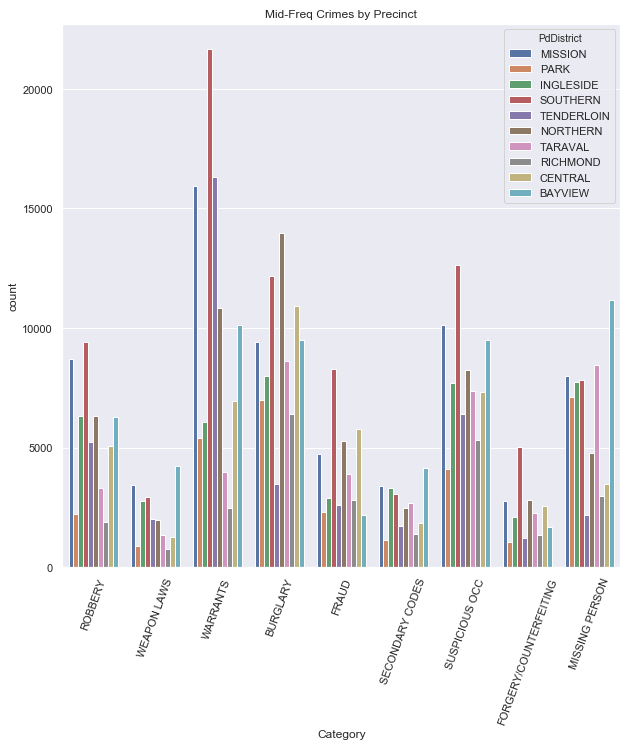 Mid-Freq Crimes by Precinct
PdDistrict
MISSION
PARK
INGLESIDE
SOUTHERN
TENDERLOIN
NORTHERN
TARAVAL
RICHMOND
CENTRAL
BAYVIEW
count
20000
15000
10000
5000
0
ROBBERY
WEAPON LAWS
WARRANTS
BURGLARY
FRAUD
SECONDARY CODES
SUSPICIOUS OCC
FORGERY/COUNTERFEITING
MISSING PERSON
Category